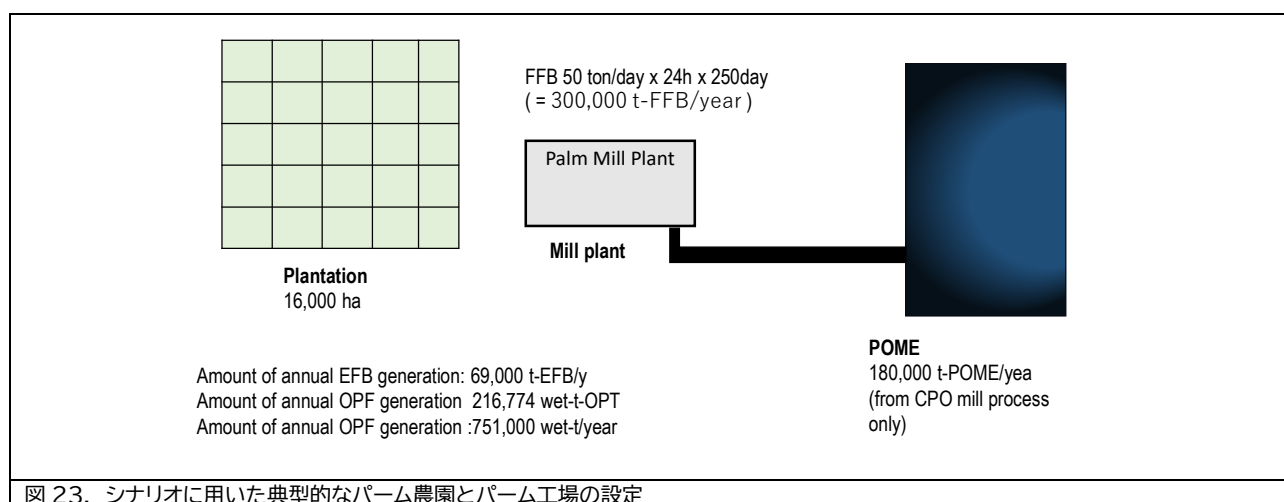 FFB 50 ton/day x 24h x 250day
( = 300,000 t-FFB/year )
Palm Mill Plant
Mill plant
Plantation
16,000 ha
POME
180,000 t-POME/yea
(from CPO mill process
only)
Amount of annual EFB generation: 69,000 t-EFB/y
Amount of annual OPF generation  216,774 wet-t-OPT
Amount of annual OPF generation :751,000 wet-t/year
図 23. シナリオに用いた典型的なパーム農園とパーム工場の設定